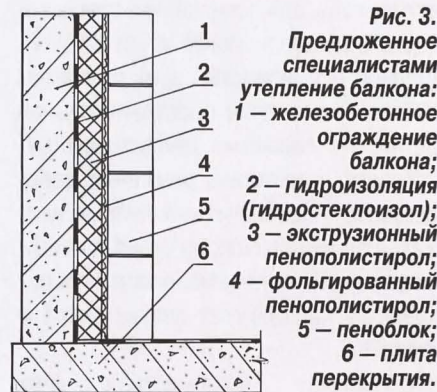 1
2
3
4
5
6
Рис. 3.
Предложенное
специалистами
утепление балкона:
1 – железобетонное
ограждение
балкона;
2 – гидроизоляция
(гидростеклоизол);
3 – экструзионный
пенополистирол;
4 – фольгированный
пенополистирол;
5 – пеноблок;
6 – плита
перекрытия.